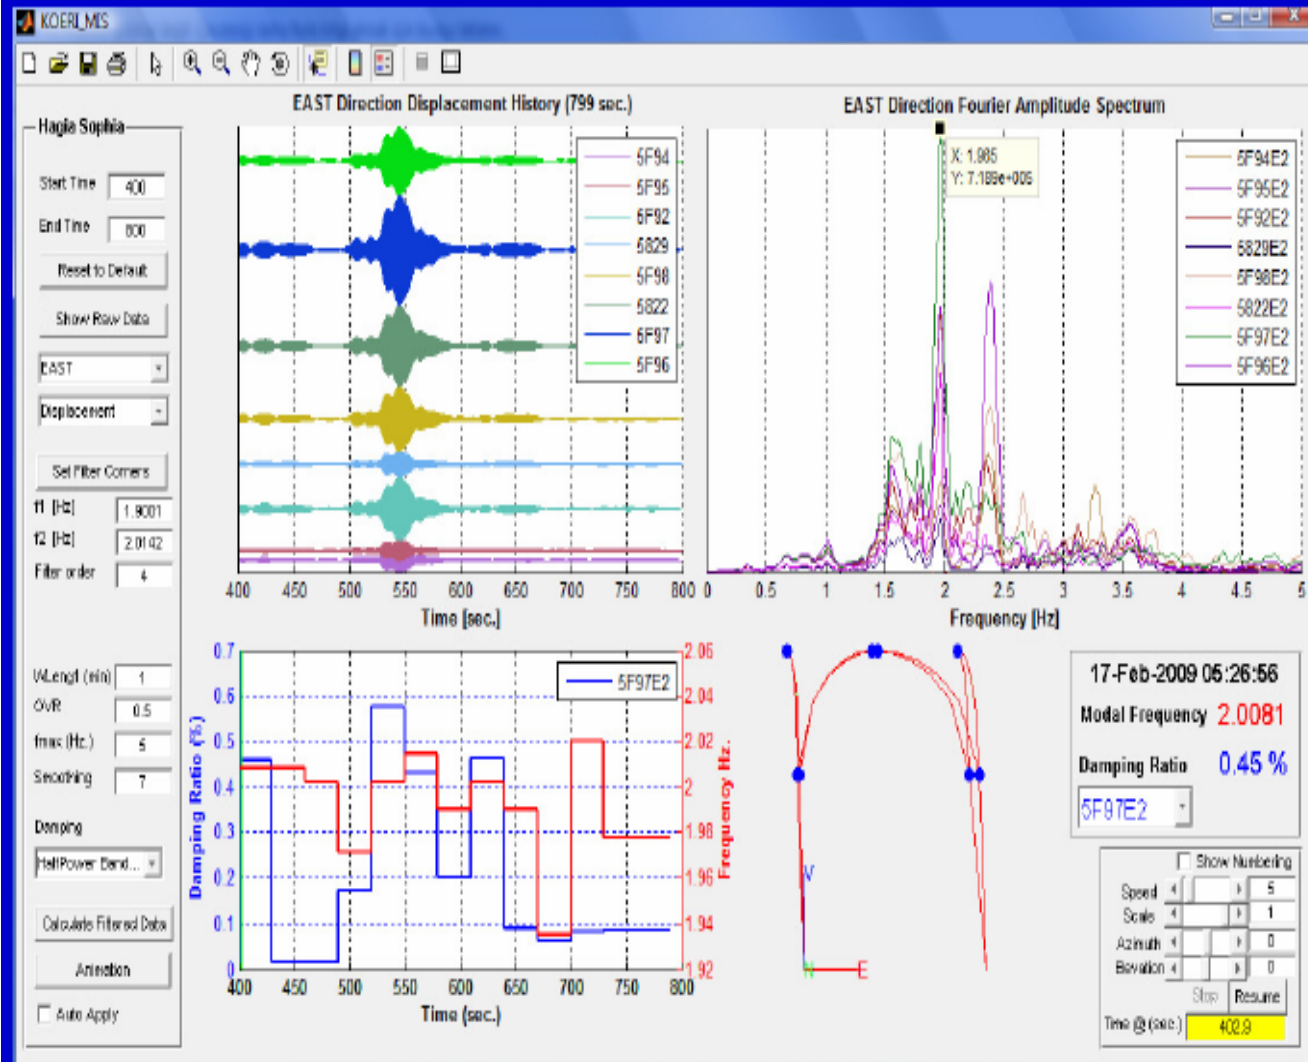 KOERI_MIS
Hagia Sophia
Start Time 400
End Time 800
Reset to Default
Show Raw Data
EAST
Displacement
Set Filter Corners
f1 [Hz] 1.9001
f2 [Hz] 2.0142
Filter order 4
WLengt (min) 1
OVR 0.5
fmax (Hz.) 5
Smoothing 7
Damping
HalfPower Band...
Calculate Filtered Data
Animation
Auto Apply
EAST Direction Displacement History (799 sec.)
5F94
5F95
6F92
5829
5F98
5822
6F97
5F96
400 450 500 550 600 650 700 750 800
Time [sec.]
EAST Direction Fourier Amplitude Spectrum
X: 1.965
Y: 7.189e+005
5F94E2
5F95E2
5F92E2
5829E2
5F98E2
5822E2
5F97E2
5F96E2
0 0.5 1 1.5 2 2.5 3 3.5 4 4.5 5
Frequency [Hz]
Damping Ratio (%)
0.7
0.6
0.5
0.4
0.3
0.2
0.1
0
5F97E2
2.06
2.04
2.02
2
1.98
1.96
1.94
1.92
Frequency Hz.
400 450 500 550 600 650 700 750 800
Time (sec.)
V
N E
17-Feb-2009 05:26:56
Modal Frequency 2.0081
Damping Ratio 0.45 %
5F97E2
Show Numbering
Speed 5
Scale 1
Azimuth 0
Elevation 0
Stop Resume
Time @ (sec.) 402.9